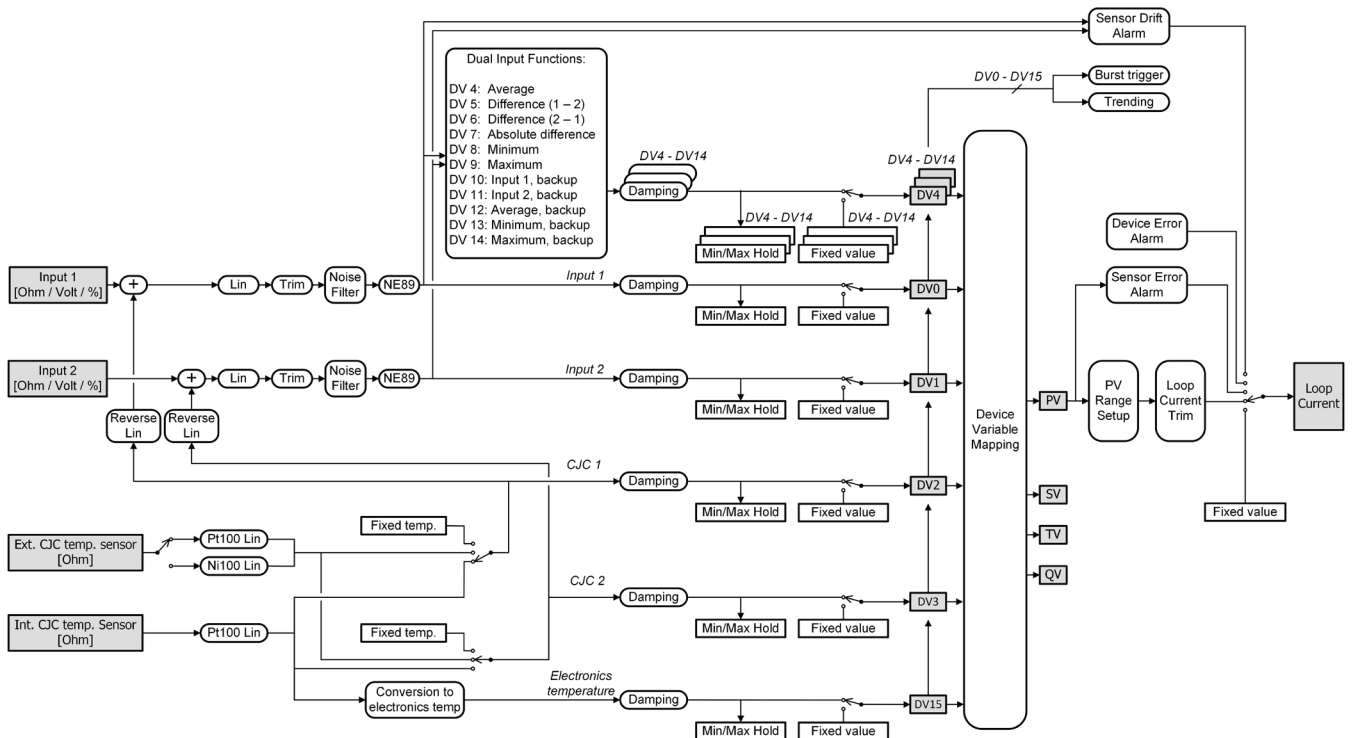 Sensor Drift
Alarm
Dual Input Functions:
DV 4: Average
DV 5: Difference (1 – 2)
DV 6: Difference (2 – 1)
DV 7: Absolute difference
DV 8: Minimum
DV 9: Maximum
DV 10: Input 1, backup
DV 11: Input 2, backup
DV 12: Average, backup
DV 13: Minimum, backup
DV 14: Maximum, backup
DV0 - DV15
Burst trigger
Trending
DV4 - DV14
Damping
DV4 - DV14
DV4
DV4 - DV14
Min/Max Hold
DV4 - DV14
Fixed value
Input 1
[Ohm / Volt / %]
+
Lin
Trim
Noise
Filter
NE89
Input 1
Damping
Min/Max Hold
Fixed value
DV0
Input 2
[Ohm / Volt / %]
+
Lin
Trim
Noise
Filter
NE89
Input 2
Damping
Min/Max Hold
Fixed value
DV1
Reverse
Lin
Reverse
Lin
CJC 1
Damping
Min/Max Hold
Fixed value
DV2
Ext. CJC temp. sensor
[Ohm]
Pt100 Lin
Ni100 Lin
Fixed temp.
CJC 2
Damping
Min/Max Hold
Fixed value
DV3
Int. CJC temp. Sensor
[Ohm]
Pt100 Lin
Fixed temp.
Conversion to
electronics temp
Electronics
temperature
Damping
Min/Max Hold
Fixed value
DV15
Device
Variable
Mapping
PV
SV
TV
QV
Device Error
Alarm
Sensor Error
Alarm
PV
Range
Setup
Loop
Current
Trim
Fixed value
Loop
Current